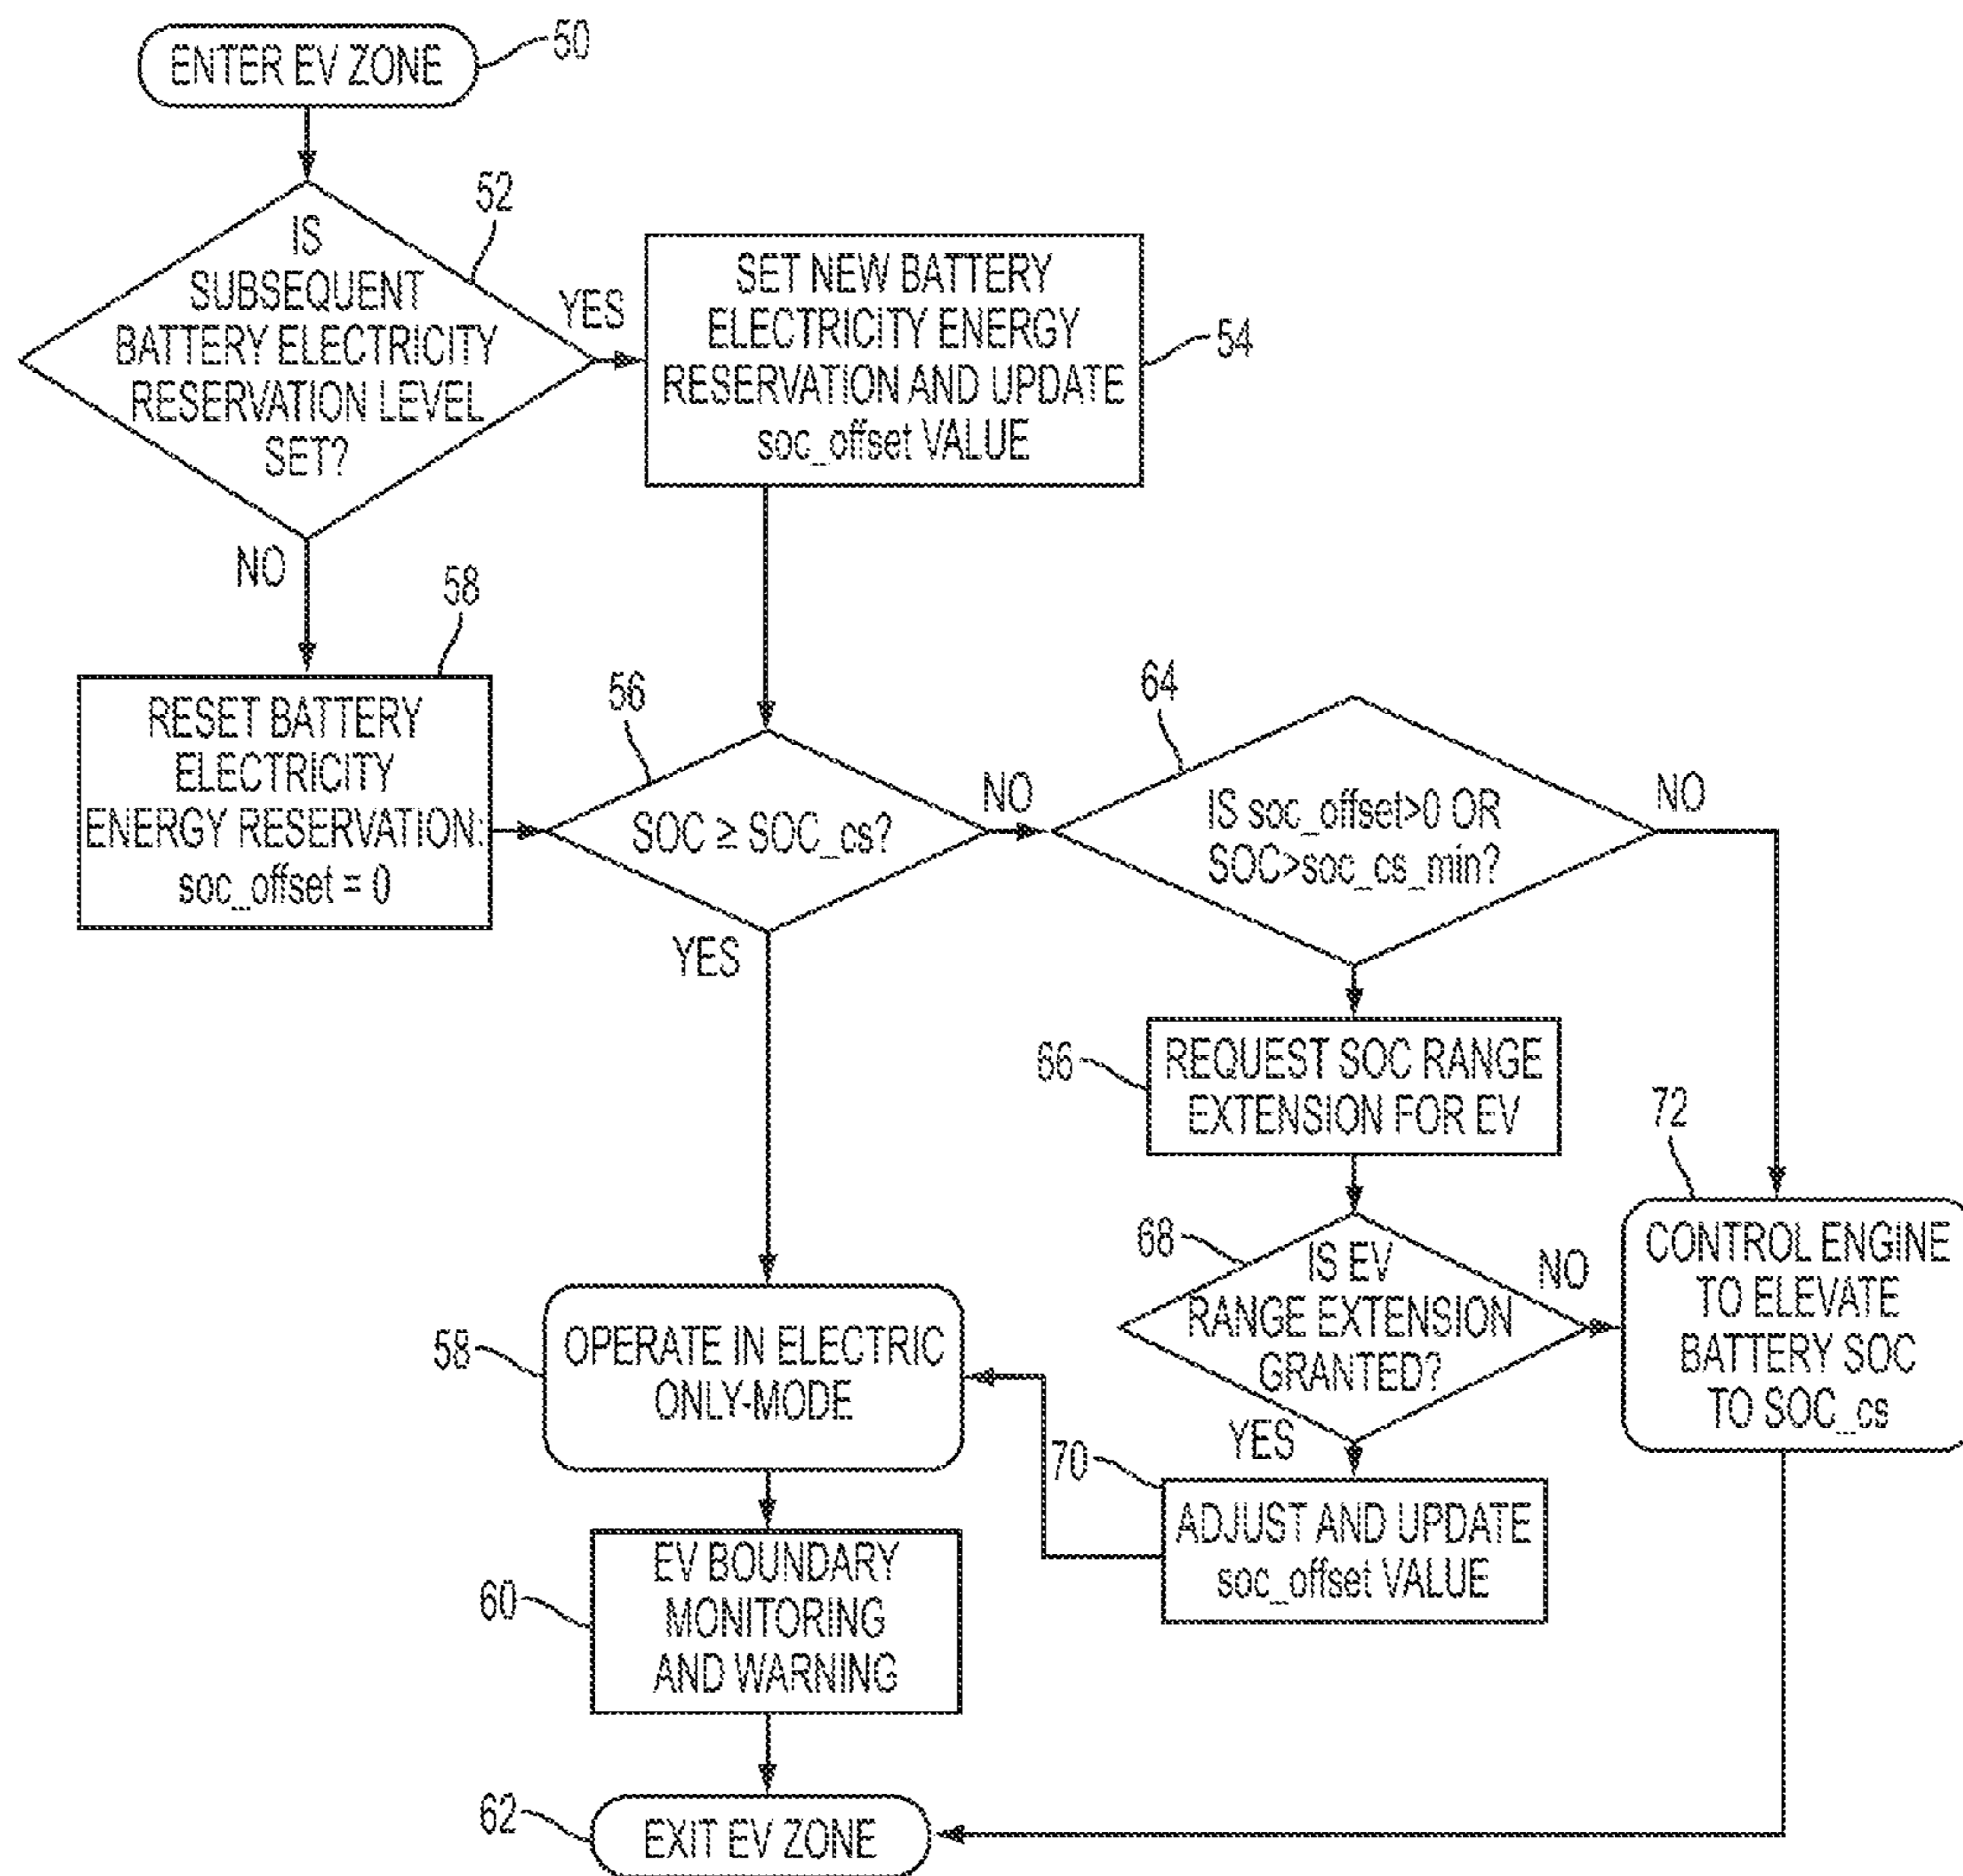 ENTER EV ZONE
50
IS
SUBSEQUENT
BATTERY ELECTRICITY
RESERVATION LEVEL
SET?
52
YES
NO
SET NEW BATTERY
ELECTRICITY ENERGY
RESERVATION AND UPDATE
soc_offset VALUE
54
58
RESET BATTERY
ELECTRICITY
ENERGY RESERVATION:
soc_offset = 0
56
SOC ≥ SOC_cs?
NO
YES
64
IS soc_offset>0 OR
SOC>soc_cs_min?
NO
66
REQUEST SOC RANGE
EXTENSION FOR EV
72
CONTROL ENGINE
TO ELEVATE
BATTERY SOC
TO SOC_cs
68
IS EV
RANGE EXTENSION
GRANTED?
NO
YES
58
OPERATE IN ELECTRIC
ONLY-MODE
70
ADJUST AND UPDATE
soc_offset VALUE
60
EV BOUNDARY
MONITORING
AND WARNING
62
EXIT EV ZONE